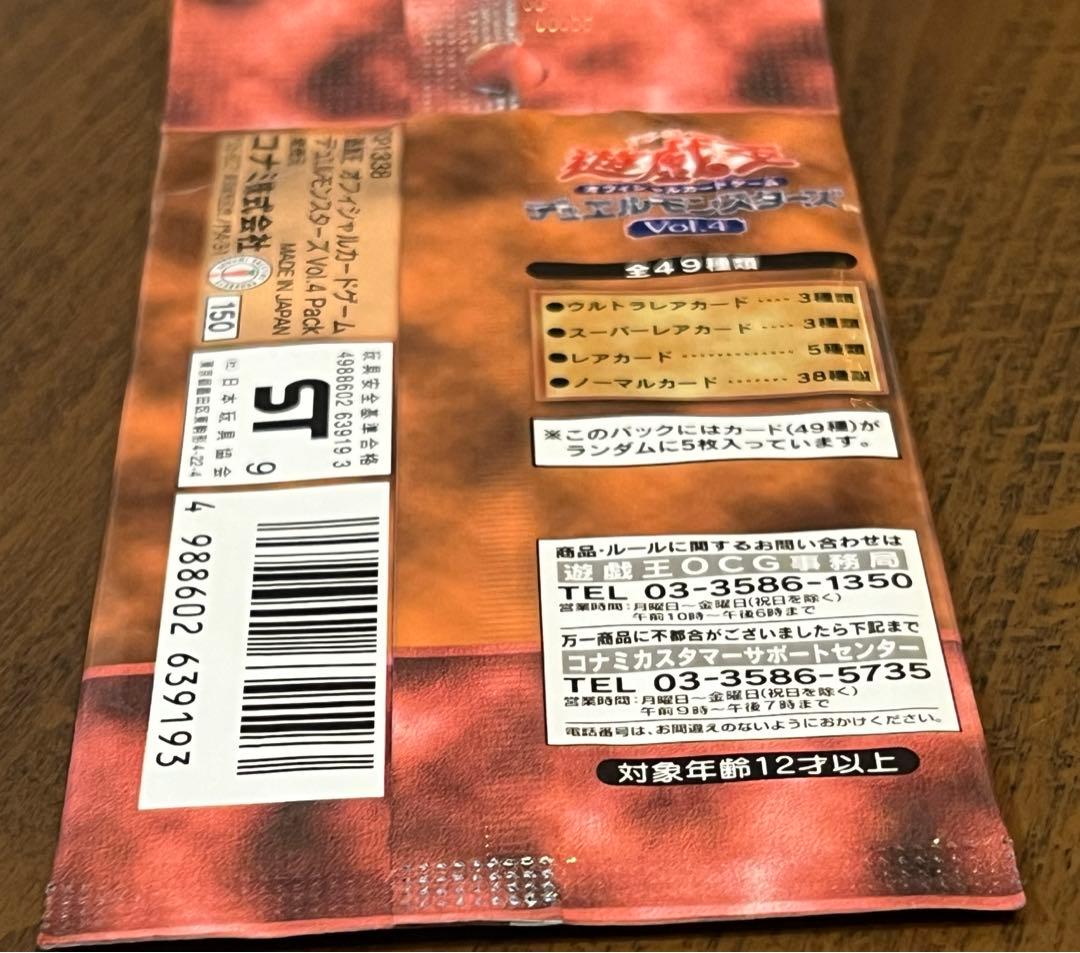 遊戯王
オフィシャルカードゲーム
デュエルモンスターズ
Vol.4
全49種類
●ウルトラレアカード ‥‥ 3種類
●スーパーレアカード ‥‥ 3種類
●レアカード ‥‥‥‥‥‥ 5種類
●ノーマルカード ‥‥‥‥ 38種類
※このパックにはカード(49種)が
ランダムに5枚入っています。
商品・ルールに関するお問い合わせは
遊戯王OCG事務局
TEL 03-3586-1350
営業時間:月曜日〜金曜日(祝日を除く)
午前10時〜午後6時まで
万一商品に不都合がございましたら下記まで
コナミカスタマーサポートセンター
TEL 03-3586-5735
営業時間:月曜日〜金曜日(祝日を除く)
午前9時〜午後7時まで
電話番号は、お間違えのないようにおかけください。
対象年齢12才以上
オフィシャルカードゲーム
デュエルモンスターズ Vol.4 Pack
コナミ株式会社
MADE IN JAPAN
150
玩具安全基準合格
4988602 63919 3
ST
9
日本玩具協会
東京都墨田区東駒形4-22-4
4 988602 639193